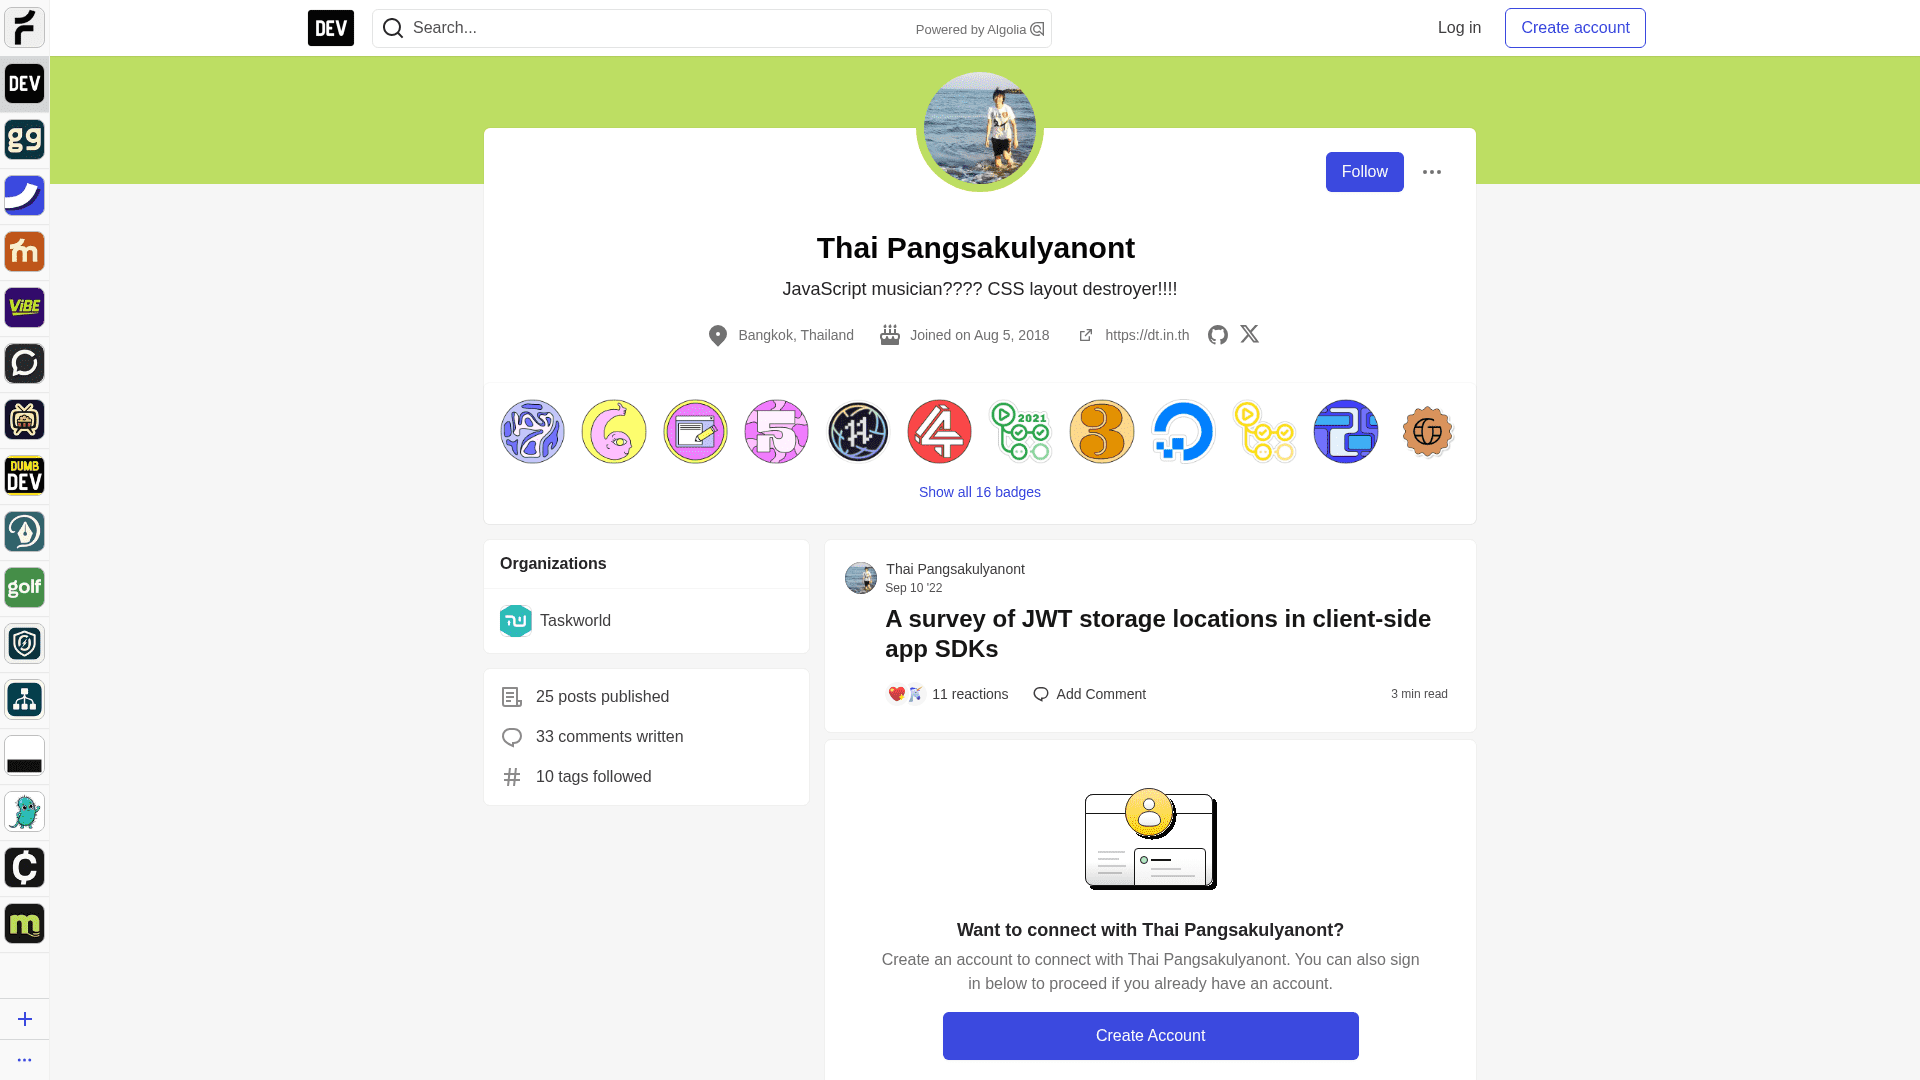 DEV
Search...
Powered by Algolia
Log in
Create account
DEV
gg
m
ViBE
DUMB
DEV
golf
m
Follow
Thai Pangsakulyanont
JavaScript musician???? CSS layout destroyer!!!!
Bangkok, Thailand
Joined on Aug 5, 2018
https://dt.in.th
6
5
4
2021
3
Show all 16 badges
Organizations
Taskworld
25 posts published
33 comments written
10 tags followed
Thai Pangsakulyanont
Sep 10 '22
A survey of JWT storage locations in client-side
app SDKs
11 reactions
Add Comment
3 min read
Want to connect with Thai Pangsakulyanont?
Create an account to connect with Thai Pangsakulyanont. You can also sign
in below to proceed if you already have an account.
Create Account